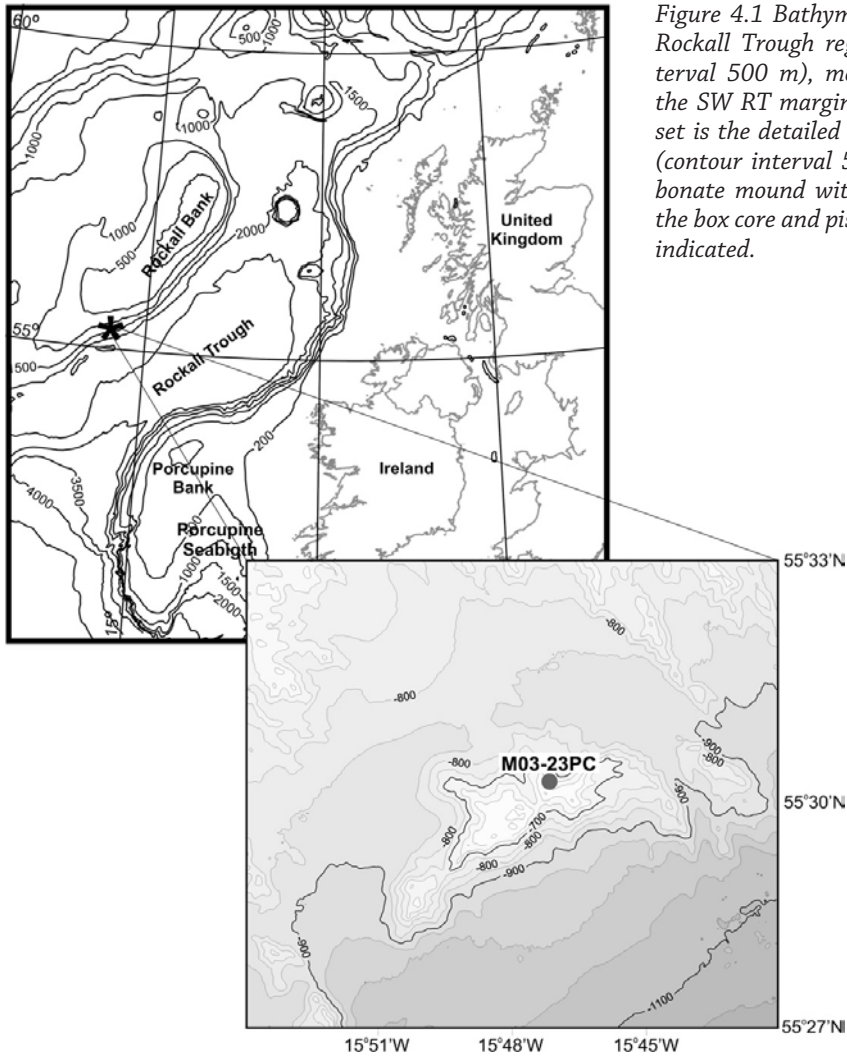 Figure 4.1 Bathym
Rockall Trough reg
terval 500 m), mo
the SW RT margin
set is the detailed
(contour interval 5
bonate mound wit
the box core and pis
indicated.
60°
500
1000
1500
1000
1000
1000
2000
500
Rockall Bank
United
Kingdom
55°
1500
Rockall Trough
200
Ireland
Porcupine
Bank
3500
4000
Porcupine
Seabigth
1000
1500
2000
15°
55°33'N
-800
-800
-900
-800
-800
M03-23PC
-900
55°30'N
-700
-800
-800
-800
-900
-900
-1100
55°27'N
15°51'W
15°48'W
15°45'W